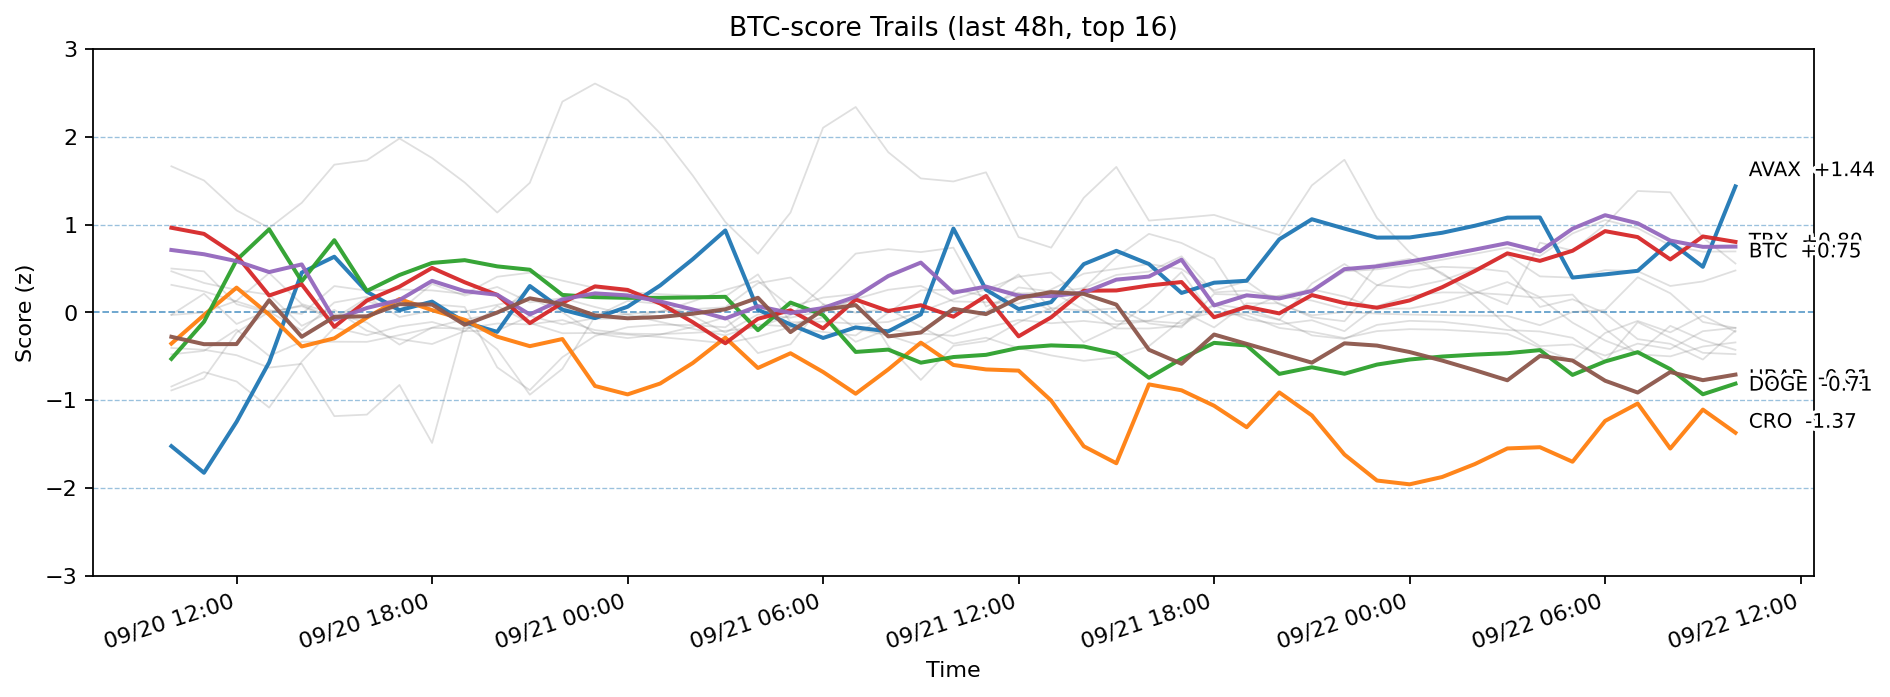 BTC-score Trails (last 48h, top 16)
Score (z)
3
2
1
0
−1
−2
−3
AVAX +1.44
BTC +0.75
DOGE -0.71
CRO -1.37
09/20 12:00
09/20 18:00
09/21 00:00
09/21 06:00
09/21 12:00
09/21 18:00
09/22 00:00
09/22 06:00
09/22 12:00
Time